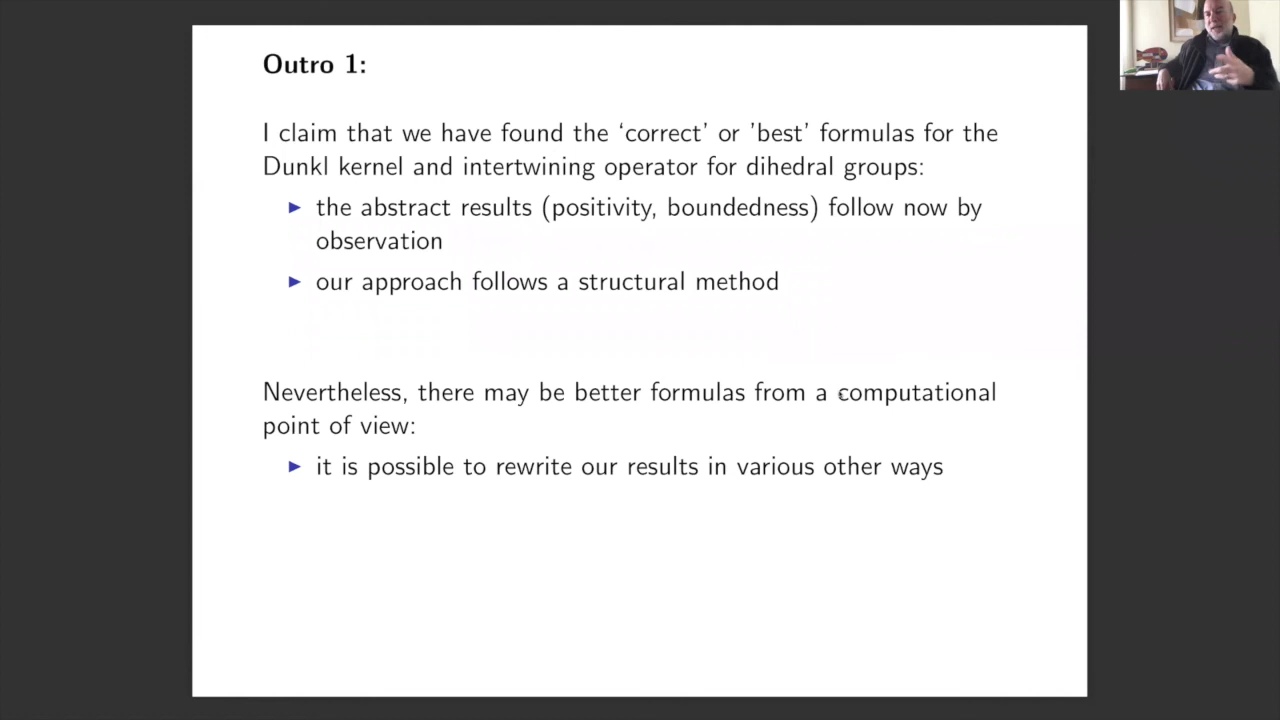 Outro 1:
I claim that we have found the ‘correct’ or ’best’ formulas for the
Dunkl kernel and intertwining operator for dihedral groups:
▶ the abstract results (positivity, boundedness) follow now by
observation
▶ our approach follows a structural method
Nevertheless, there may be better formulas from a computational
point of view:
▶ it is possible to rewrite our results in various other ways